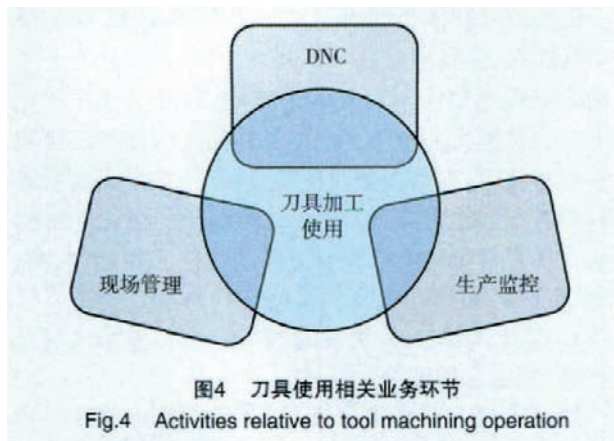 DNC
刀具加工
使用
现场管理
生产监控
图4 刀具使用相关业务环节
Fig.4 Activities relative to tool machining operation